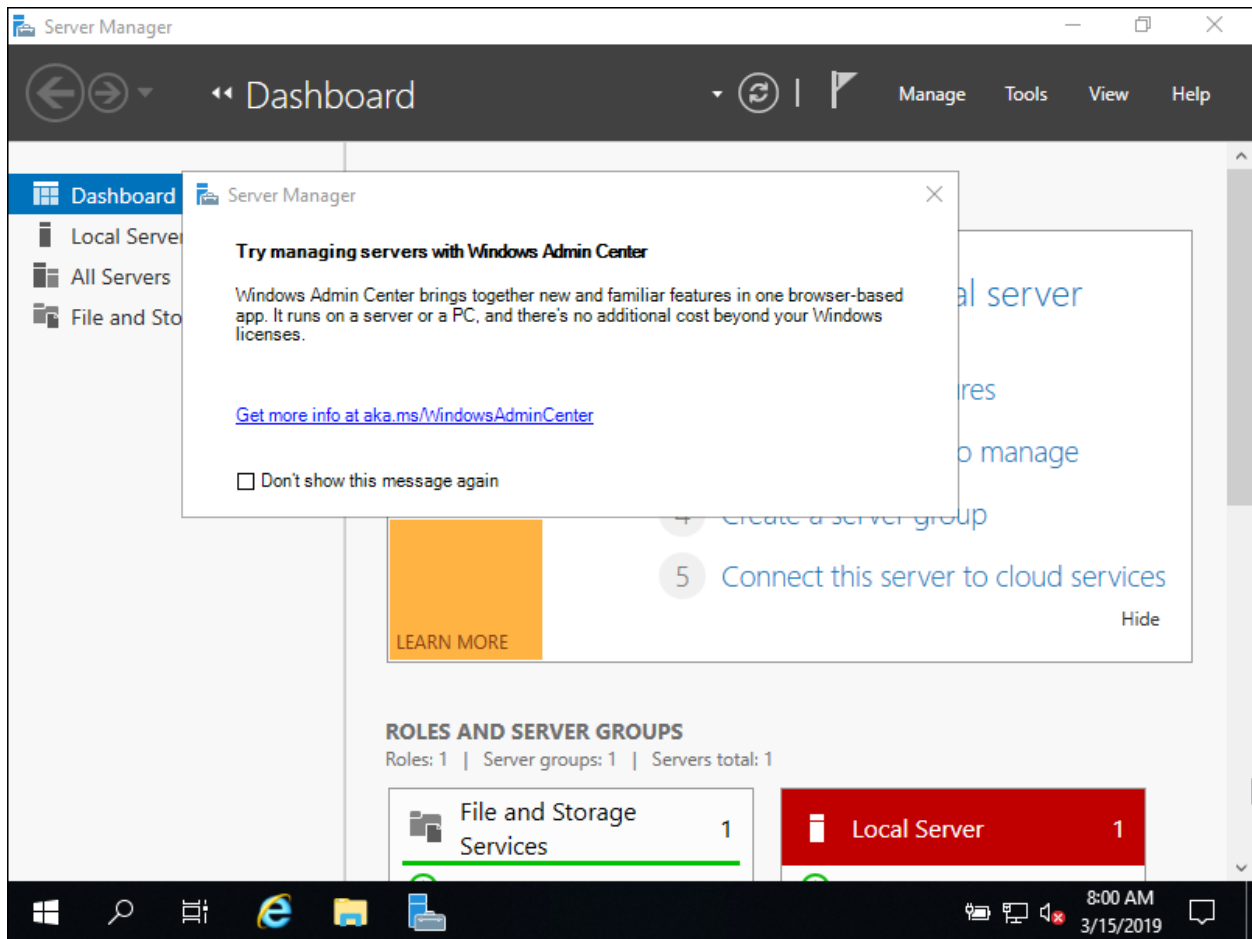 Server Manager
Dashboard
Manage Tools View Help
Dashboard
Local Server
All Servers
File and Sto
Server Manager
Try managing servers with Windows Admin Center
Windows Admin Center brings together new and familiar features in one browser-based
app. It runs on a server or a PC, and there's no additional cost beyond your Windows
licenses.
Get more info at aka.ms/WindowsAdminCenter
Don't show this message again
al server
res
o manage
4 Create a server group
5 Connect this server to cloud services
Hide
LEARN MORE
ROLES AND SERVER GROUPS
Roles: 1 | Server groups: 1 | Servers total: 1
File and Storage
Services
1
Local Server 1
8:00 AM
3/15/2019